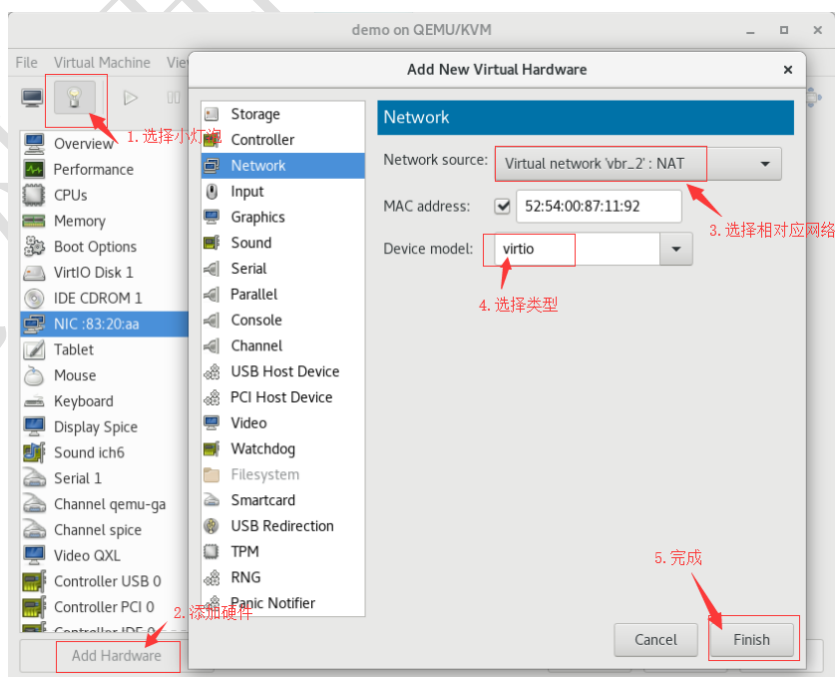 demo on QEMU/KVM
File Virtual Machine Vie
1.选择小灯泡
Overview
Performance
CPUs
Memory
Boot Options
VirtIO Disk 1
IDE CDROM 1
NIC :83:20:aa
Tablet
Mouse
Keyboard
Display Spice
Sound ich6
Serial 1
Channel qemu-ga
Channel spice
Video QXL
Controller USB 0
Controller PCI 0
Controller IDE 0
2.添加硬件
Add Hardware
Add New Virtual Hardware
Storage
Controller
Network
Input
Graphics
Sound
Serial
Parallel
Console
Channel
USB Host Device
PCI Host Device
Video
Watchdog
Filesystem
Smartcard
USB Redirection
TPM
RNG
Panic Notifier
Network
Network source: Virtual network 'vbr_2' : NAT
MAC address: 52:54:00:87:11:92
3.选择相对应网络
Device model: virtio
4.选择类型
5.完成
Cancel Finish